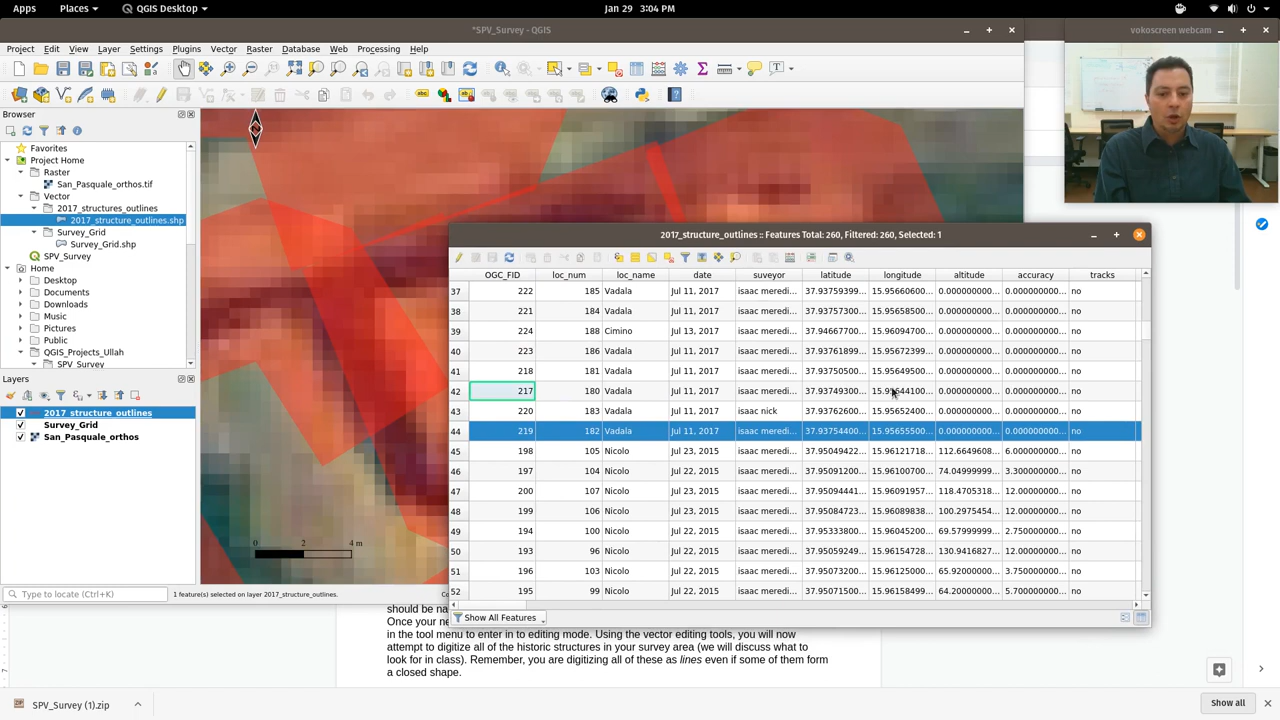 Apps Places QGIS Desktop Jan 29 3:04 PM
*SPV_Survey - QGIS
vokoscreen webcam
Project Edit View Layer Settings Plugins Vector Raster Database Web Processing Help
Browser
Favorites
Project Home
Raster
San_Pasquale_orthos.tif
Vector
2017_structures_outlines
2017_structure_outlines.shp
Survey_Grid
Survey_Grid.shp
SPV_Survey
Home
Desktop
Documents
Downloads
Music
Pictures
Public
QGIS_Projects_Ullah
SPV_Survey
Layers
2017_structure_outlines
Survey_Grid
San_Pasquale_orthos
0 2 4 m
Type to locate (Ctrl+K)
1 feature(s) selected on layer 2017_structure_outlines.
2017_structure_outlines :: Features Total: 260, Filtered: 260, Selected: 1
OGC_FID loc_num loc_name date suveyor latitude longitude altitude accuracy tracks
37 222 185 Vadala Jul 11, 2017 isaac meredi... 37.93759399... 15.95660600... 0.000000000... 0.000000000... no
38 221 184 Vadala Jul 11, 2017 isaac meredi... 37.93757300... 15.95658500... 0.000000000... 0.000000000... no
39 224 188 Cimino Jul 13, 2017 isaac meredi... 37.94667700... 15.96094700... 0.000000000... 0.000000000... no
40 223 186 Vadala Jul 11, 2017 isaac meredi... 37.93761899... 15.95672399... 0.000000000... 0.000000000... no
41 218 181 Vadala Jul 11, 2017 isaac meredi... 37.93750500... 15.95649500... 0.000000000... 0.000000000... no
42 217 180 Vadala Jul 11, 2017 isaac meredi... 37.93749300... 0.000000000... 0.000000000... no
43 220 183 Vadala Jul 11, 2017 isaac nick 37.93762600... 15.95652400... 0.000000000... 0.000000000... no
44 219 182 Vadala Jul 11, 2017 isaac meredi... 37.93754400... 15.95655500... 0.000000000... 0.000000000... no
45 198 105 Nicolo Jul 23, 2015 isaac meredi... 37.95049422... 15.96121718... 112.6649608... 6.00000000... no
46 197 104 Nicolo Jul 22, 2015 isaac meredi... 37.95091200... 15.96100700... 74.04999999... 3.300000000... no
47 200 107 Nicolo Jul 23, 2015 isaac meredi... 37.95094441... 15.96091957... 118.4705318... 12.00000000... no
48 199 106 Nicolo Jul 23, 2015 isaac meredi... 37.95084723... 15.96089838... 100.2975454... 12.00000000... no
49 194 100 Nicolo Jul 22, 2015 isaac meredi... 37.95333800... 15.96045200... 69.57999999... 2.750000000... no
50 193 96 Nicolo Jul 22, 2015 isaac meredi... 37.95059249... 15.96154728... 130.9416827... 12.00000000... no
51 196 103 Nicolo Jul 22, 2015 isaac meredi... 37.95073200... 15.96125000... 65.92000000... 3.750000000... no
52 195 99 Nicolo Jul 22, 2015 isaac meredi... 37.95071500... 15.96158499... 64.20000000... 5.700000000... no
Show All Features
should be na
Once your ne
in the tool menu to enter in to editing mode. Using the vector editing tools, you will now
attempt to digitize all of the historic structures in your survey area (we will discuss what to
look for in class). Remember, you are digitizing all of these as lines even if some of them form
a closed shape.
SPV_Survey (1).zip
Show all